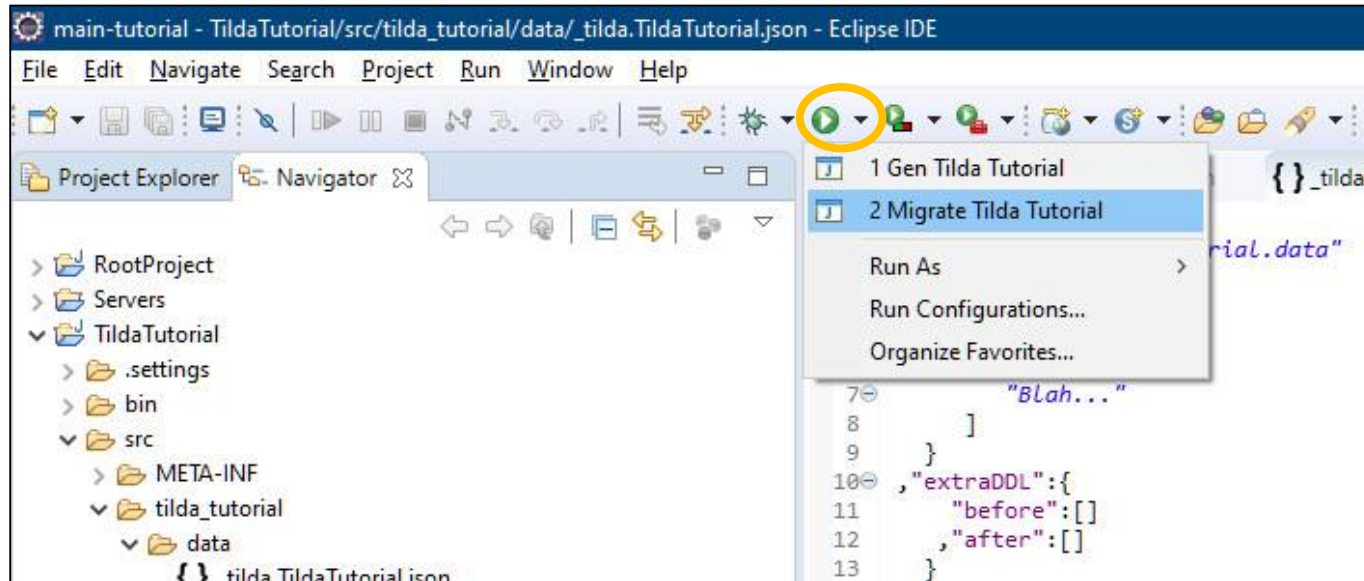 main-tutorial - TildaTutorial/src/tilda_tutorial/data/_tilda.TildaTutorial.json - Eclipse IDE
File Edit Navigate Search Project Run Window Help
Project Explorer Navigator
RootProject
Servers
TildaTutorial
.settings
bin
src
META-INF
tilda_tutorial
data
_tilda.TildaTutorial.json
1 Gen Tilda Tutorial
2 Migrate Tilda Tutorial
Run As
Run Configurations...
Organize Favorites...
{ } _tilda
rial.data"
7 "Blah..."
8 ]
9 }
10 ,"extraDDL":{
11 "before":[]
12 ,"after":[]
13 }